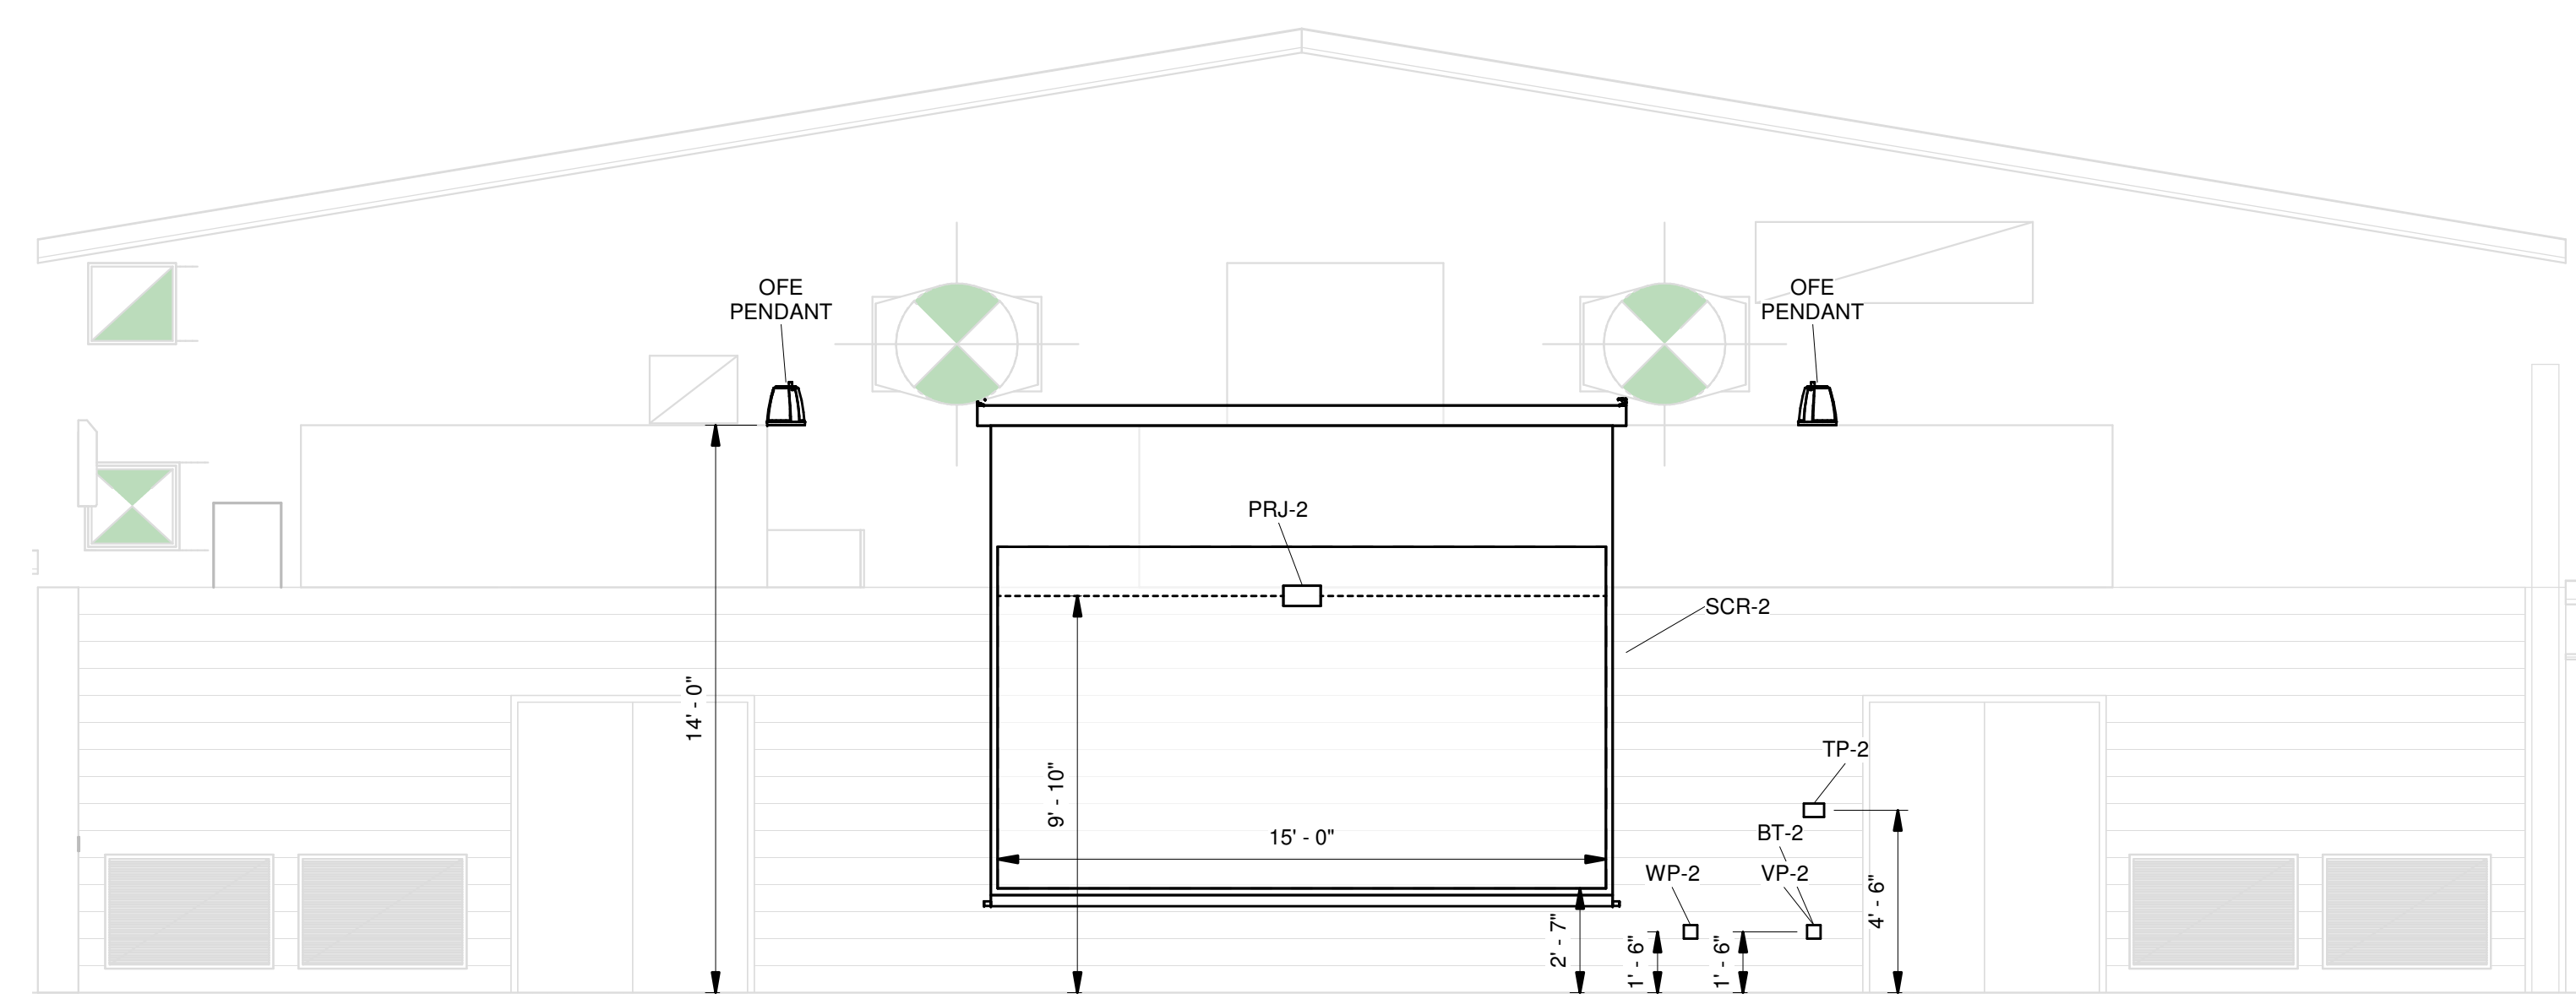 OFE
PENDANT
OFE
PENDANT
PRJ-2
SCR-2
14' - 0"
9' - 10"
15' - 0"
TP-2
BT-2
WP-2
VP-2
4' - 6"
2' - 7"
1' - 6"
1' - 6"